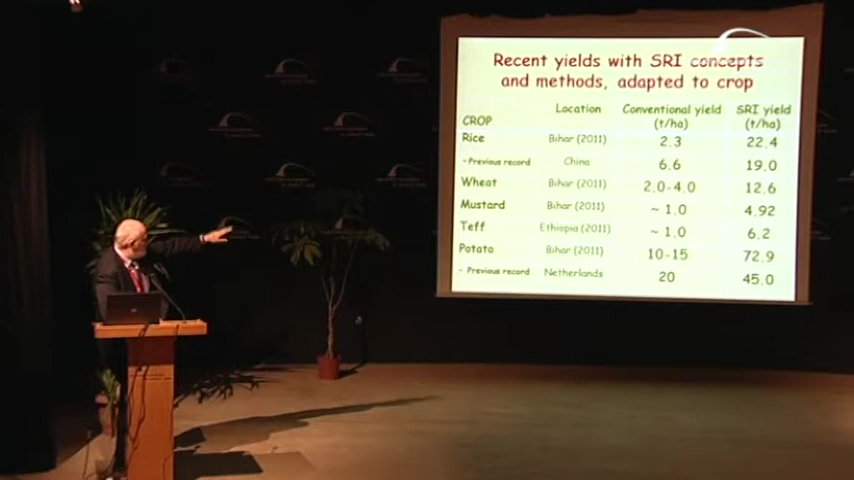 Recent yields with SRI concepts
and methods, adapted to crop
CROP Location Conventional yield (t/ha) SRI yield (t/ha)
Rice Bihar (2011) 2.3 22.4
- Previous record China 6.6 19.0
Wheat Bihar (2011) 2.0-4.0 12.6
Mustard Bihar (2011) ~ 1.0 4.92
Teff Ethiopia (2011) ~ 1.0 6.2
Potato Bihar (2011) 10-15 72.9
- Previous record Netherlands 20 45.0